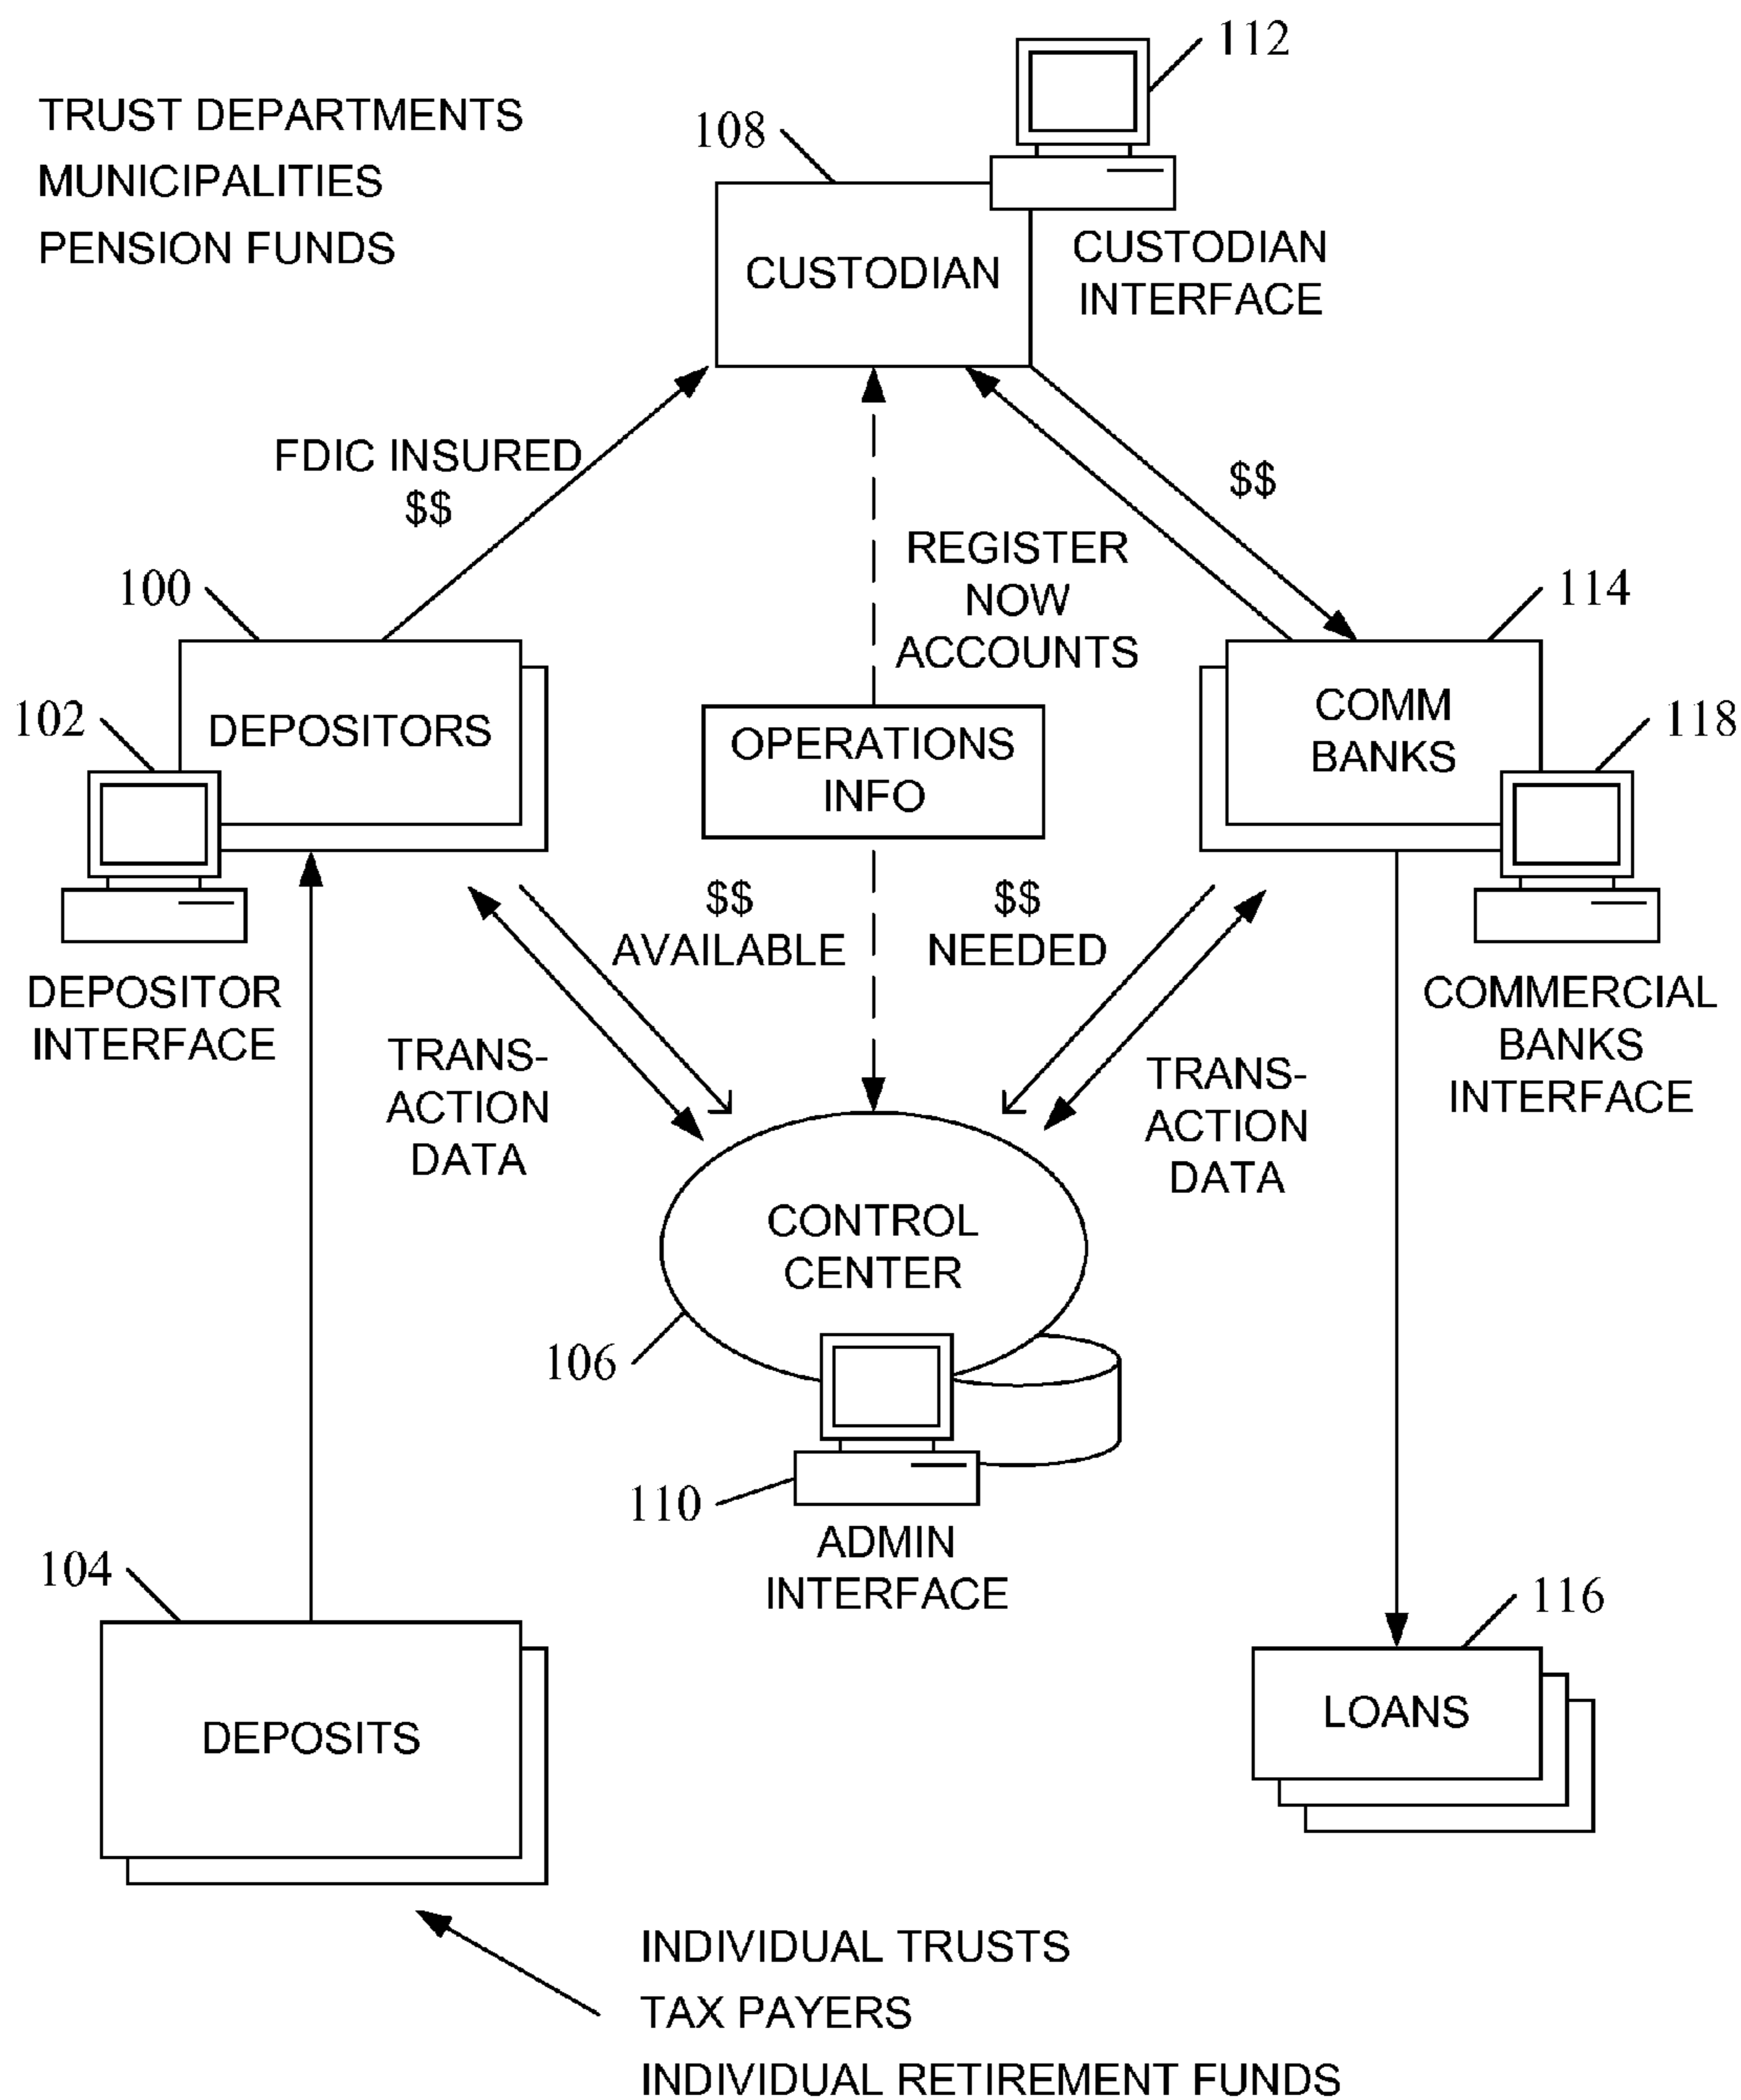 112
TRUST DEPARTMENTS
MUNICIPALITIES
PENSION FUNDS
108
CUSTODIAN
CUSTODIAN
INTERFACE
FDIC INSURED
$$
$$
REGISTER
NOW
ACCOUNTS
100
114
102
DEPOSITORS
OPERATIONS
INFO
COMM
BANKS
118
$$
AVAILABLE
$$
NEEDED
DEPOSITOR
INTERFACE
COMMERCIAL
BANKS
INTERFACE
TRANS-
ACTION
DATA
TRANS-
ACTION
DATA
CONTROL
CENTER
106
110
ADMIN
INTERFACE
104
116
DEPOSITS
LOANS
INDIVIDUAL TRUSTS
TAX PAYERS
INDIVIDUAL RETIREMENT FUNDS